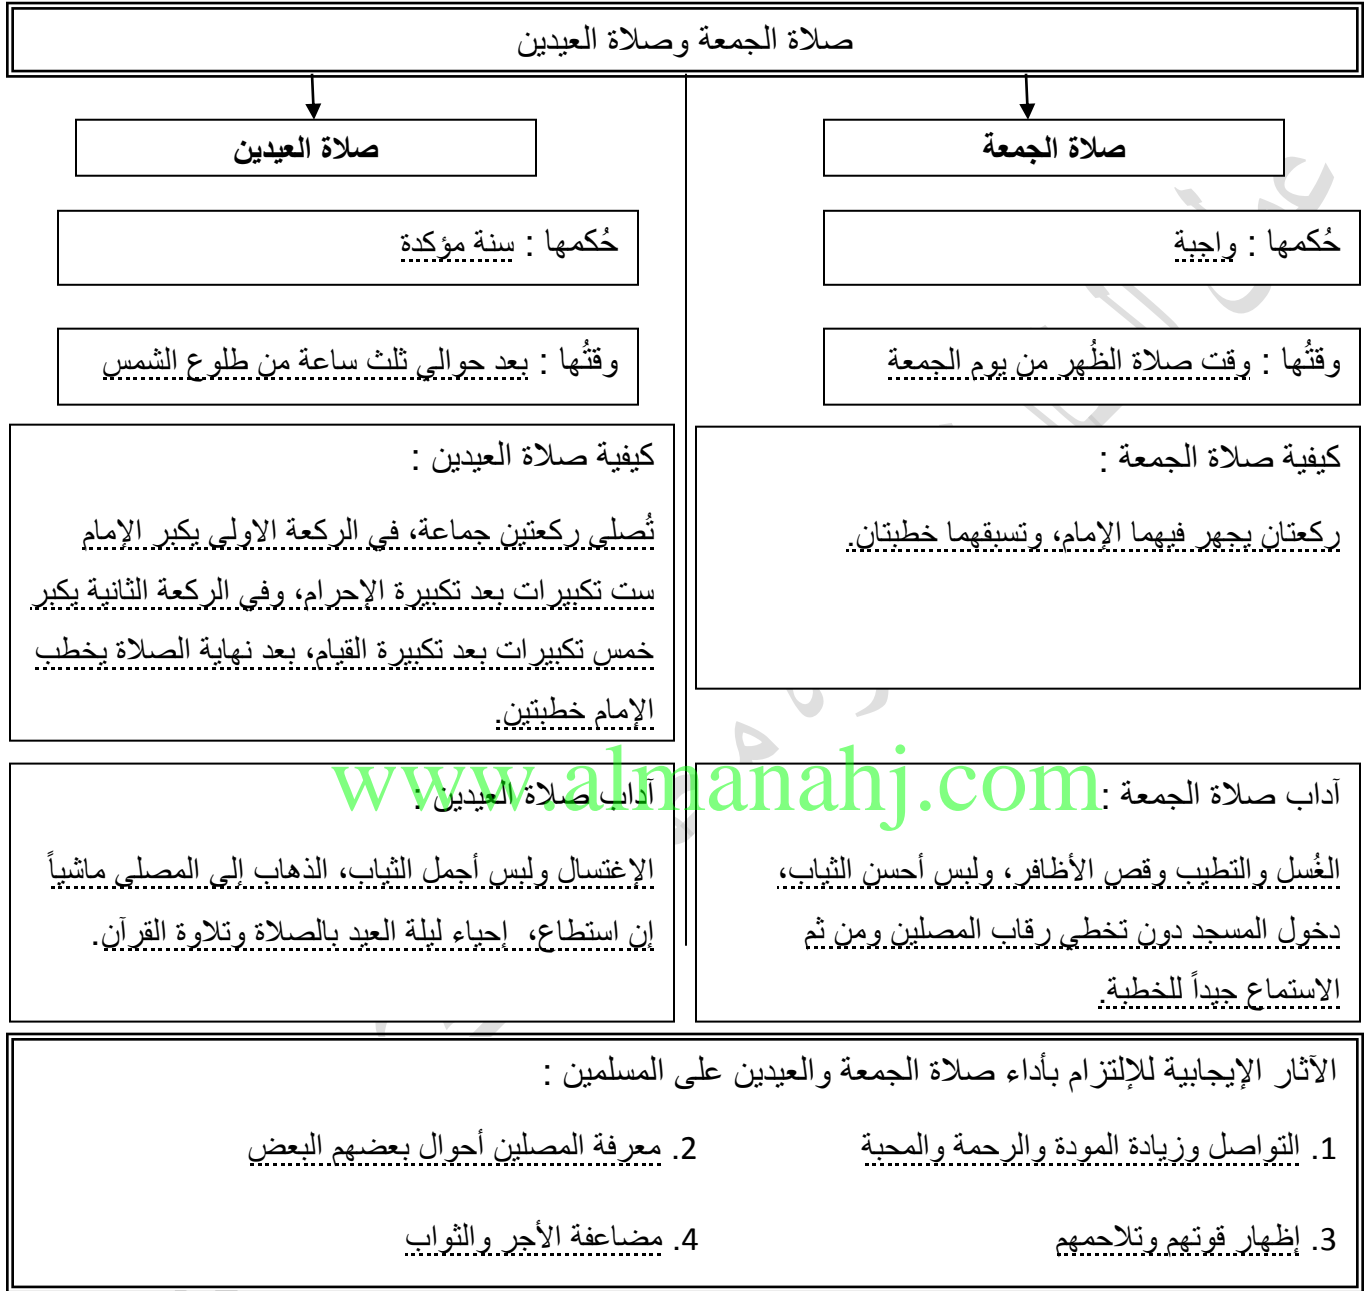 صلاة الجمعة وصلاة العيدين
صلاة الجمعة
صلاة العيدين
حُكمها : واجبة
حُكمها : سنة مؤكدة
وقتُها : وقت صلاة الظُهر من يوم الجمعة
وقتُها : بعد حوالي ثلث ساعة من طلوع الشمس
كيفية صلاة الجمعة :
ركعتان يجهر فيهما الإمام، وتسبقهما خطبتان.
كيفية صلاة العيدين :
تُصلى ركعتين جماعة، في الركعة الاولى يكبر الإمام
ست تكبيرات بعد تكبيرة الإحرام، وفي الركعة الثانية يكبر
خمس تكبيرات بعد تكبيرة القيام، بعد نهاية الصلاة يخطب
الإمام خطبتين.
www.almanahj.com
آداب صلاة الجمعة :
الغُسل والتطيب وقص الأظافر، ولبس أحسن الثياب،
دخول المسجد دون تخطي رقاب المصلين ومن ثم
الاستماع جيداً للخطبة.
آداب صلاة العيدين :
الإغتسال ولبس أجمل الثياب، الذهاب إلى المصلى ماشياً
إن استطاع، إحياء ليلة العيد بالصلاة وتلاوة القرآن.
الآثار الإيجابية للإلتزام بأداء صلاة الجمعة والعيدين على المسلمين :
1. التواصل وزيادة المودة والرحمة والمحبة
2. معرفة المصلين أحوال بعضهم البعض
3. إظهار قوتهم وتلاحمهم
4. مضاعفة الأجر والثواب